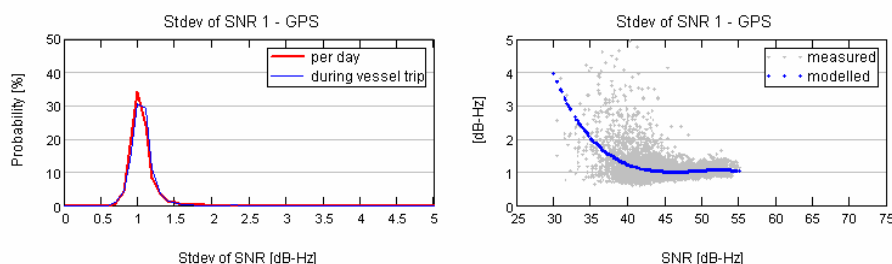 Stdev of SNR 1 - GPS
50
40
30
20
10
0
Probability [%]
per day
during vessel trip
0 0.5 1 1.5 2 2.5 3 3.5 4 4.5 5
Stdev of SNR [dB-Hz]
Stdev of SNR 1 - GPS
5
4
3
2
1
0
[dB-Hz]
measured
modelled
25 30 35 40 45 50 55 60 65 70 75
SNR [dB-Hz]